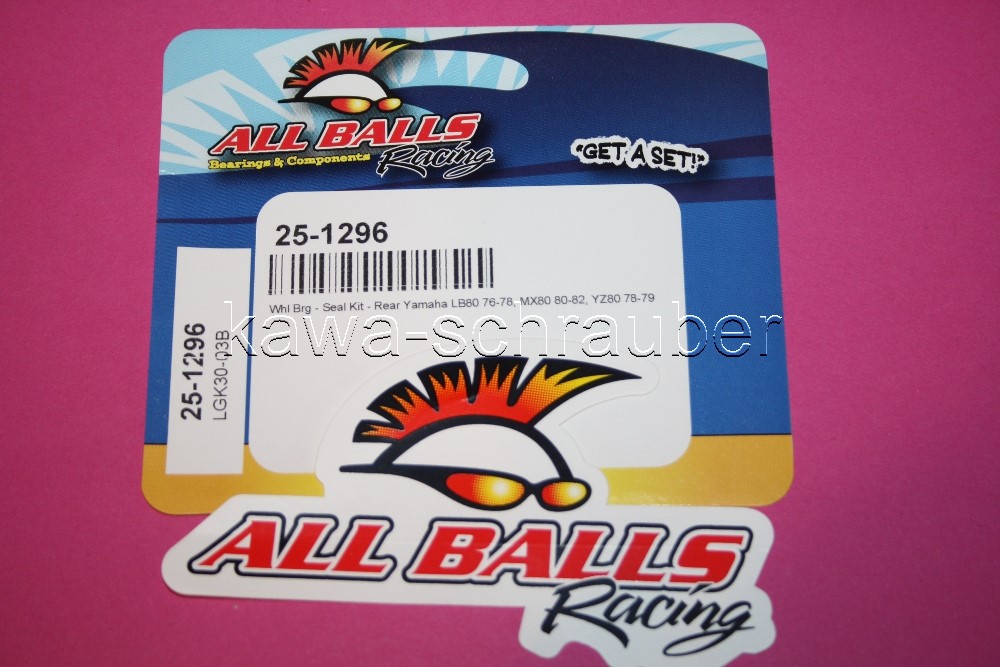 ALL BALLS
Bearings & Components
Racing
"GET A SET!"
25-1296
Whl Brg - Seal Kit - Rear Yamaha LB80 76-78, MX80 80-82, YZ80 78-79
kawa-schrauber
25-1296
LGK30-03B
ALL BALLS
Racing